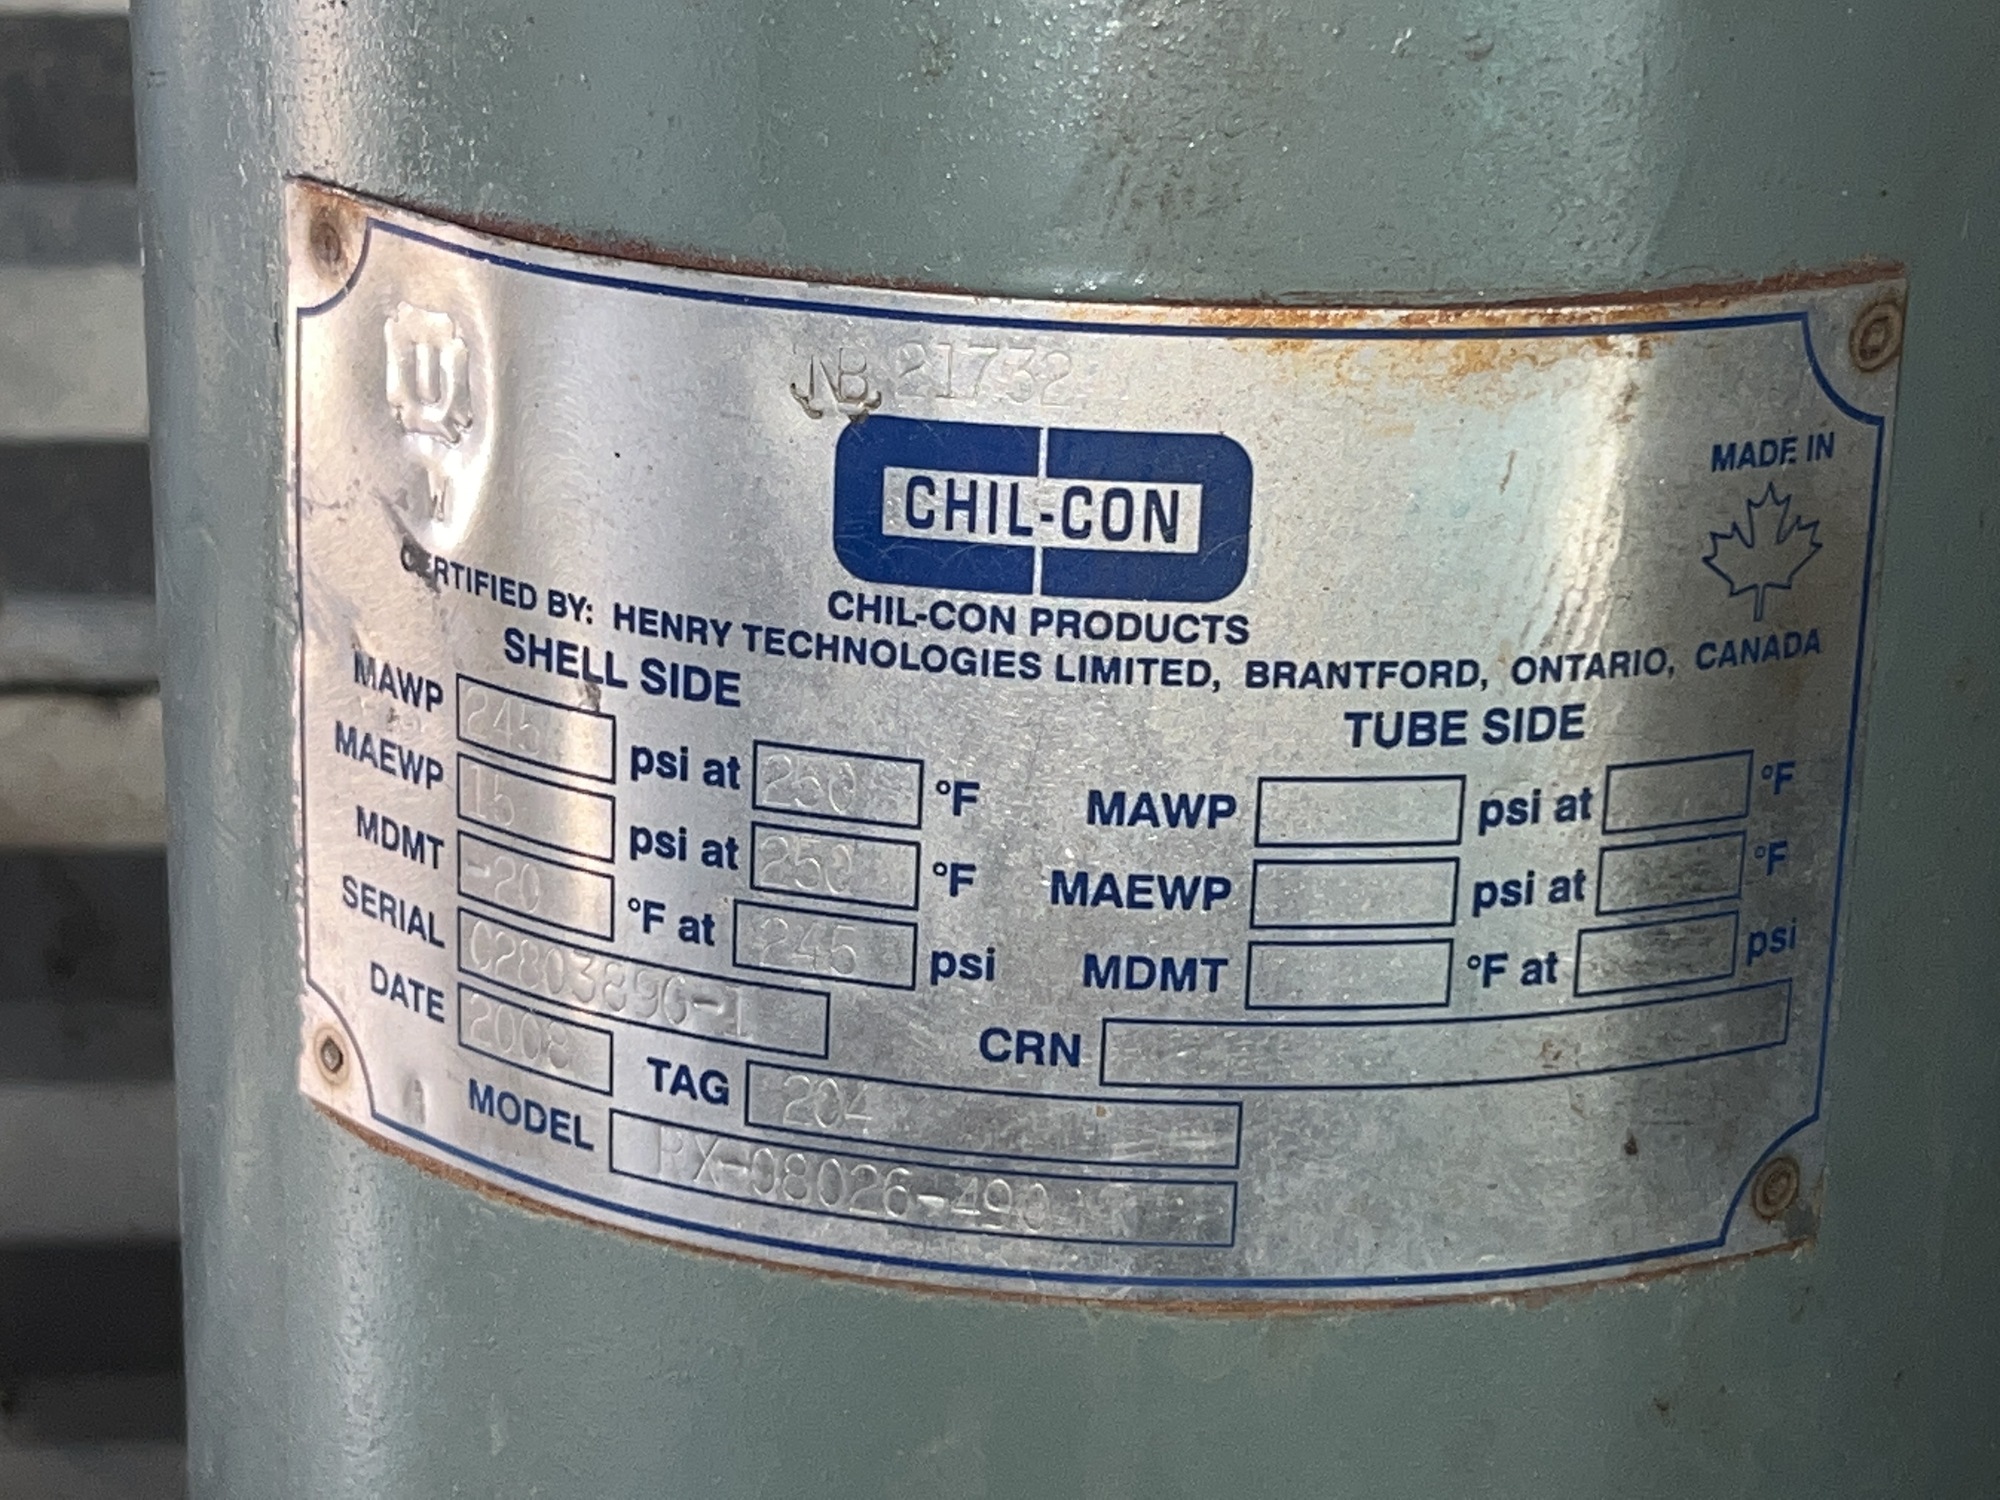 U
W
NB 21732
CHIL-CON
MADE IN
CHIL-CON PRODUCTS
CERTIFIED BY: HENRY TECHNOLOGIES LIMITED, BRANTFORD, ONTARIO, CANADA
SHELL SIDE
MAWP 245 psi at 250 °F
MAEWP 15 psi at 250 °F
MDMT -20 °F at 245 psi
SERIAL
DATE 2008
TAG 204
MODEL
TUBE SIDE
MAWP psi at °F
MAEWP psi at °F
MDMT °F at psi
CRN